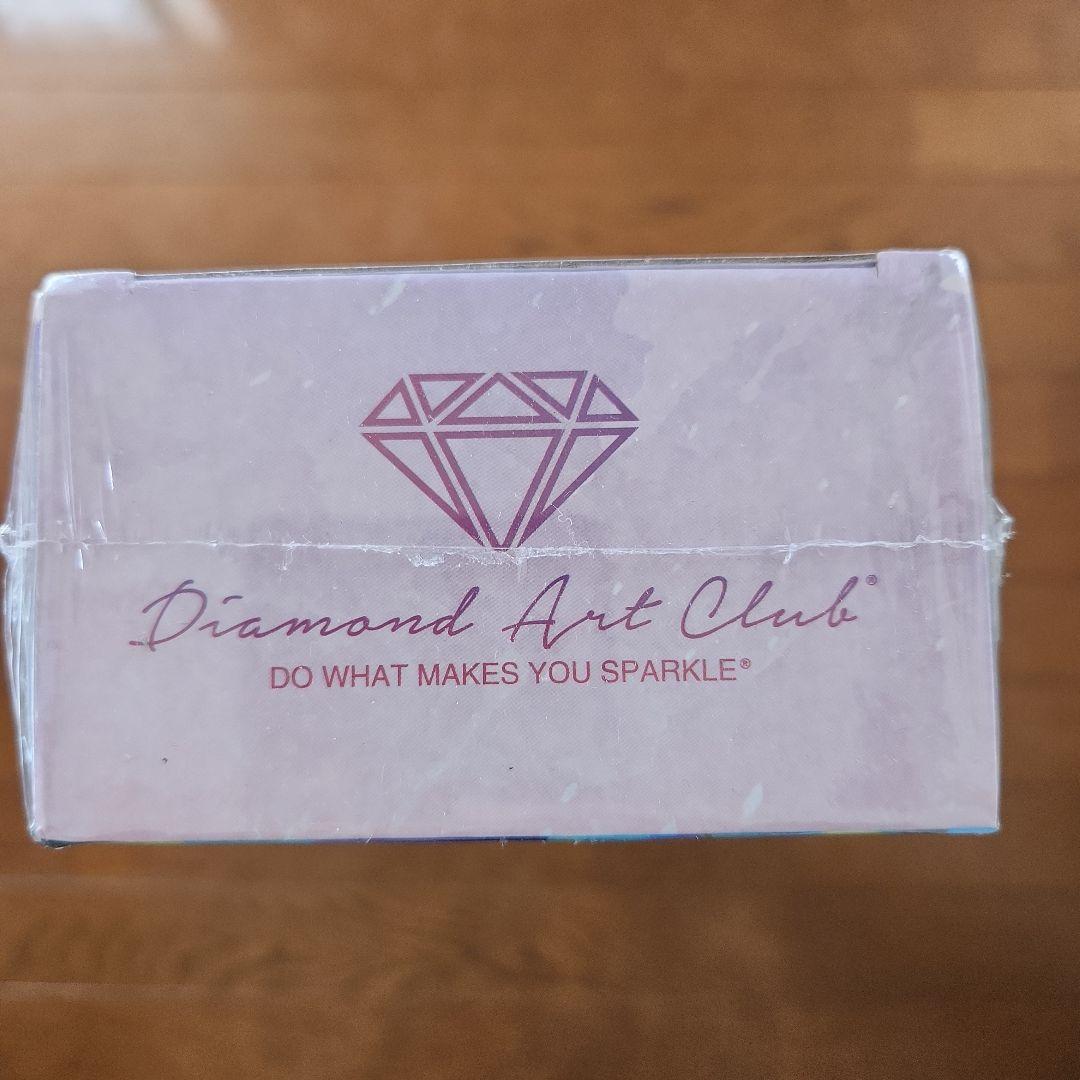 Diamond Art Club®
DO WHAT MAKES YOU SPARKLE®